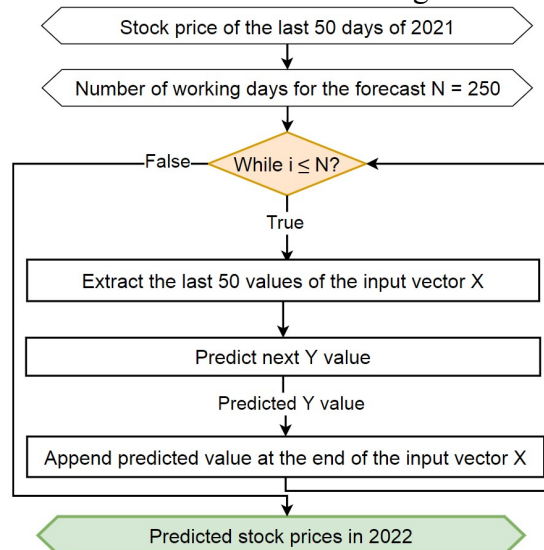 Stock price of the last 50 days of 2021
Number of working days for the forecast N = 250
False
While i ≤ N?
True
Extract the last 50 values of the input vector X
Predict next Y value
Predicted Y value
Append predicted value at the end of the input vector X
Predicted stock prices in 2022